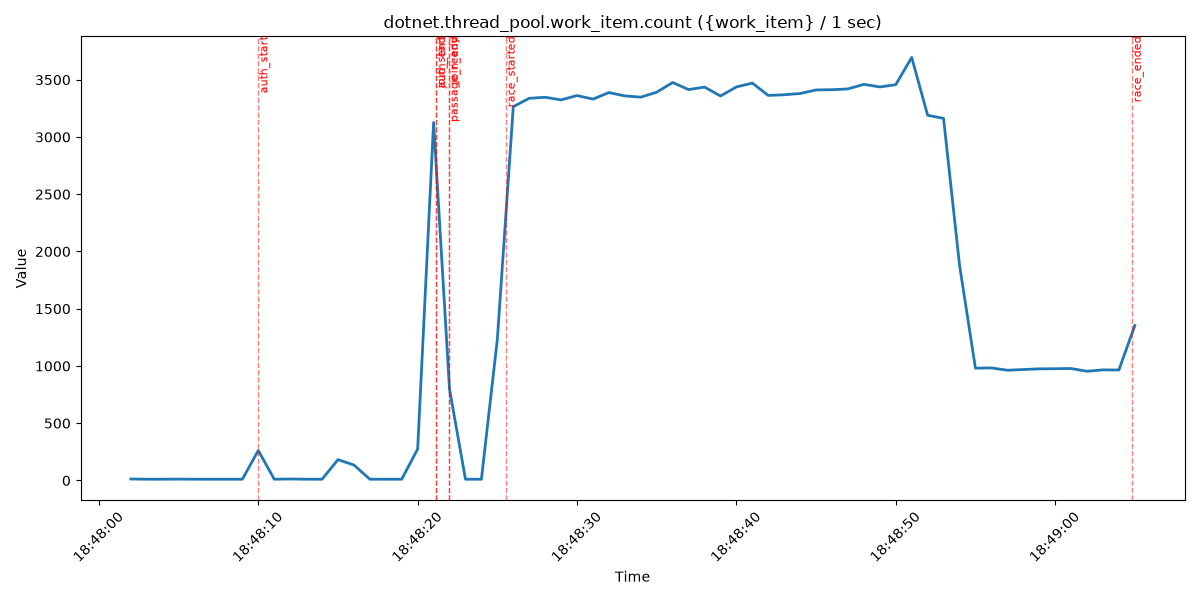 dotnet.thread_pool.work_item.count ({work_item} / 1 sec)
auth_start
race_started
race_ended
3500
3000
2500
2000
1500
1000
500
0
Value
18:48:00
18:48:10
18:48:20
18:48:30
18:48:40
18:48:50
18:49:00
Time